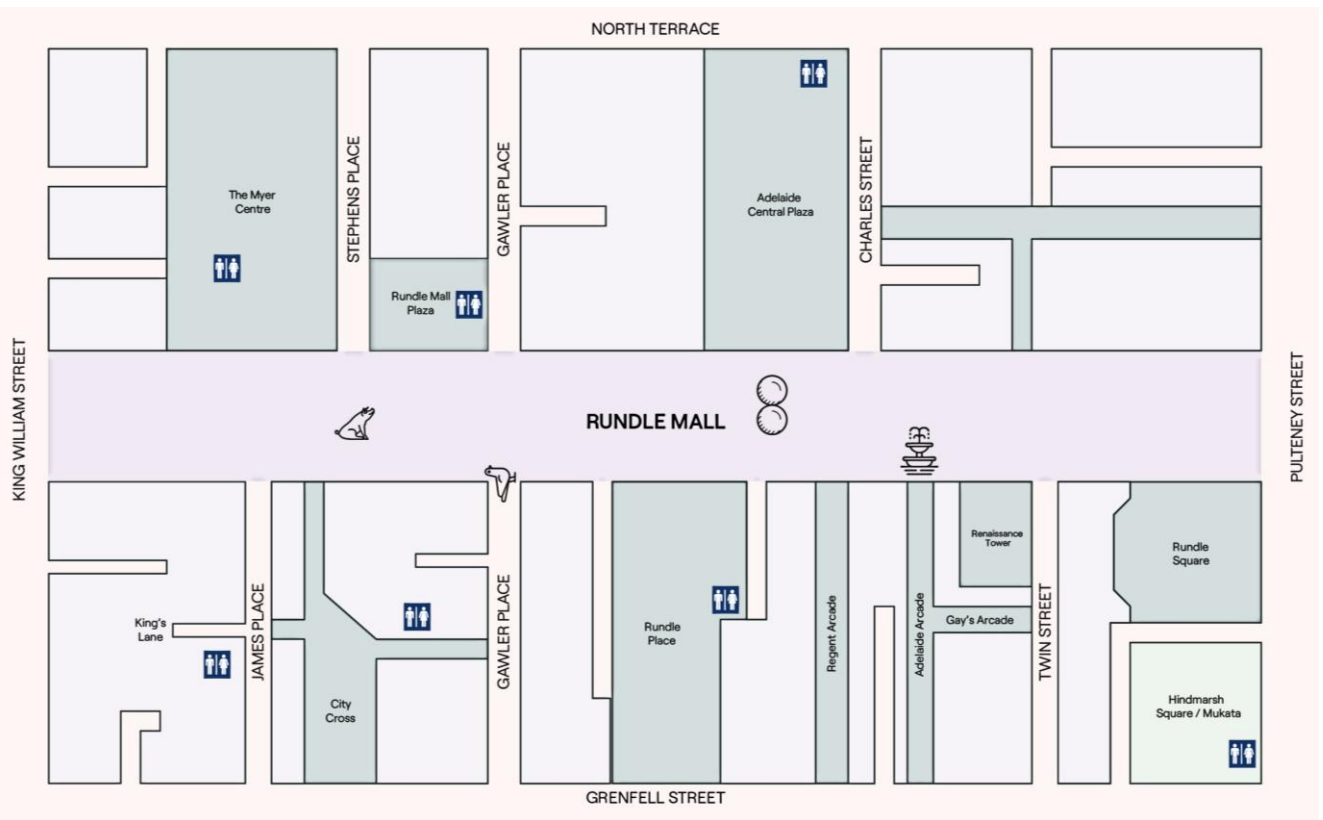 NORTH TERRACE
The Myer
Centre
STEPHENS PLACE
GAWLER PLACE
Adelaide
Central Plaza
CHARLES STREET
Rundle Mall
Plaza
KING WILLIAM STREET
RUNDLE MALL
PULTENEY STREET
King's
Lane
JAMES PLACE
City
Cross
GAWLER PLACE
Rundle
Place
Regent Arcade
Adelaide Arcade
Renaissance
Tower
Gay's Arcade
TWIN STREET
Rundle
Square
Hindmarsh
Square / Mukata
GRENFELL STREET